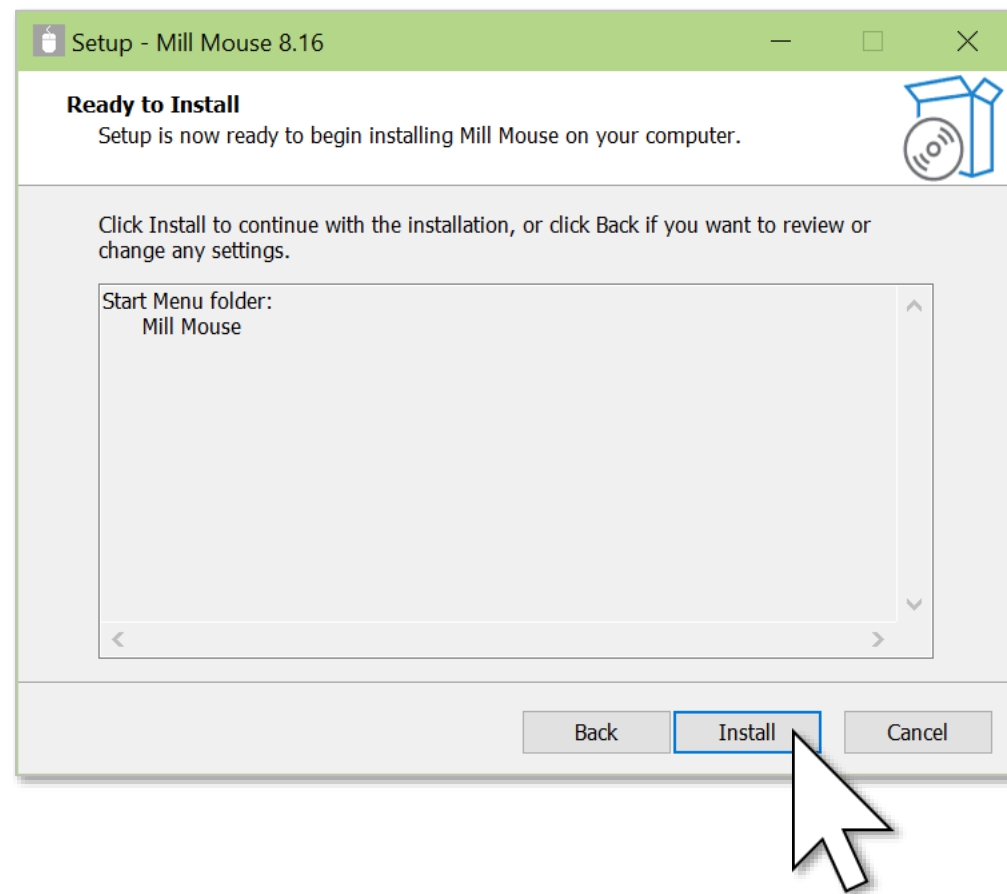 Setup - Mill Mouse 8.16
Ready to Install
Setup is now ready to begin installing Mill Mouse on your computer.
Click Install to continue with the installation, or click Back if you want to review or
change any settings.
Start Menu folder:
Mill Mouse
Back
Install
Cancel